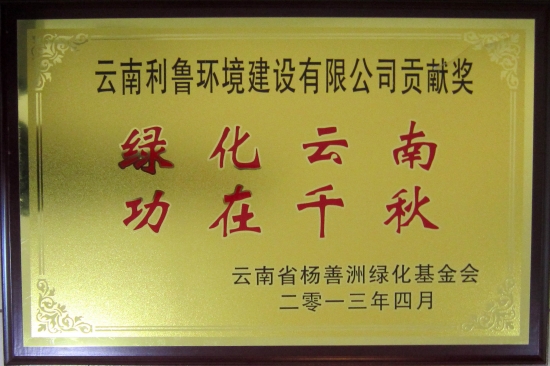 云南利鲁环境建设有限公司贡献奖
绿化云南
功在千秋
云南省杨善洲绿化基金会
二零一三年四月